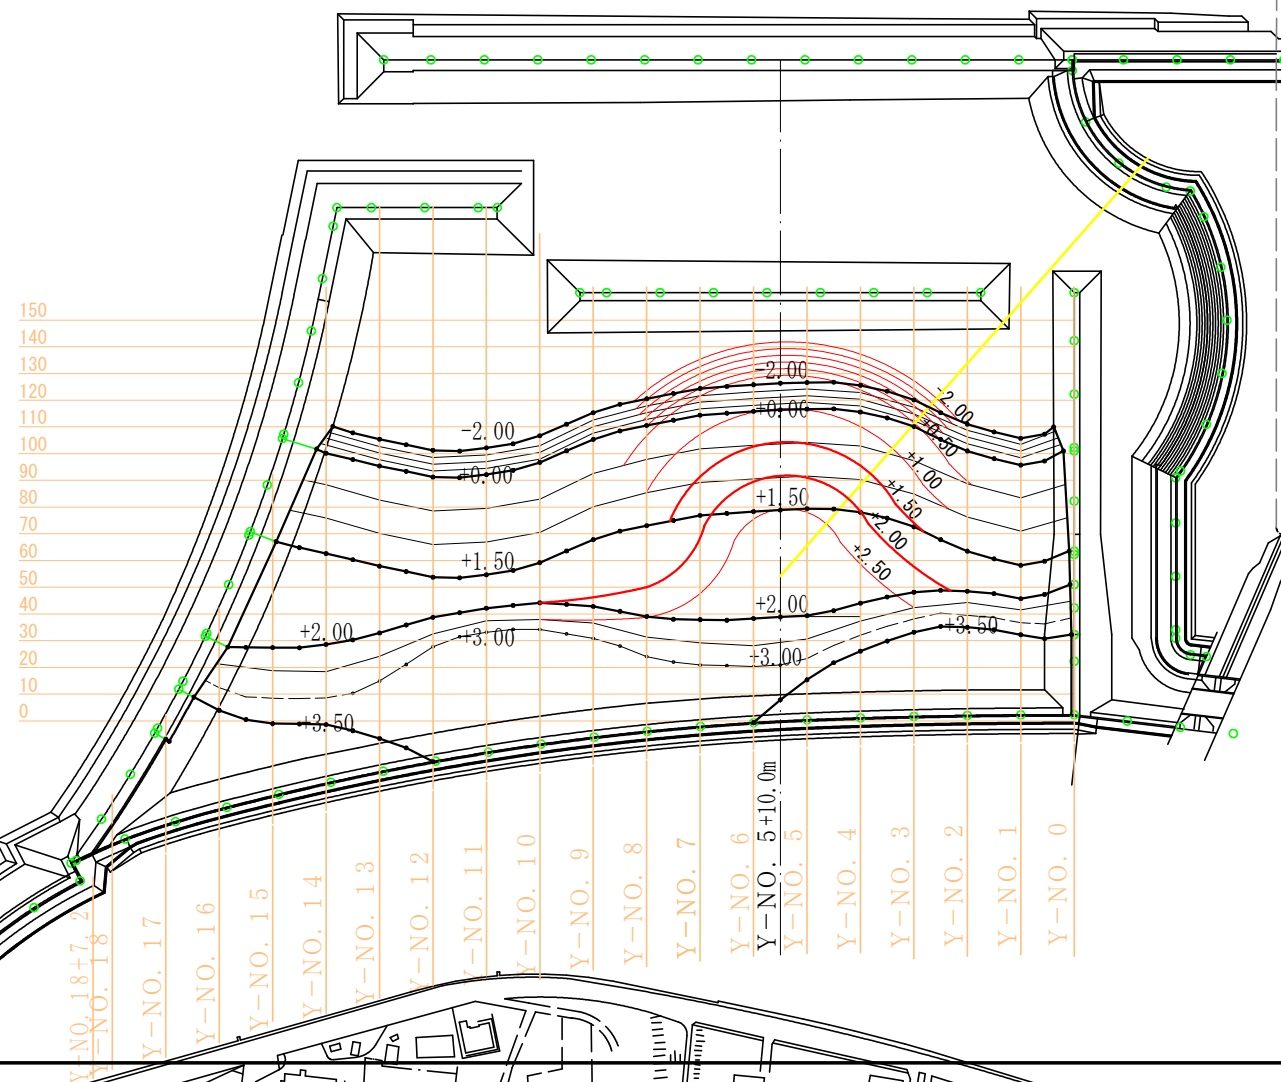 150
140
130
120
110
100
90
80
70
60
50
40
30
20
10
0
-2.00
-2.00
-2.00
+0.00
+0.00
+0.50
+1.00
+1.50
+1.50
+1.50
+2.00
+2.50
+2.00
+2.00
+3.00
+3.00
+3.50
+3.50
Y-NO.18+7.2
Y-NO. 18
Y-NO. 17
Y-NO. 16
Y-NO. 15
Y-NO. 14
Y-NO. 13
Y-NO. 12
Y-NO. 11
Y-NO. 10
Y-NO. 9
Y-NO. 8
Y-NO. 7
Y-NO. 6
Y-NO. 5+10.0m
Y-NO. 5
Y-NO. 4
Y-NO. 3
Y-NO. 2
Y-NO. 1
Y-NO. 0